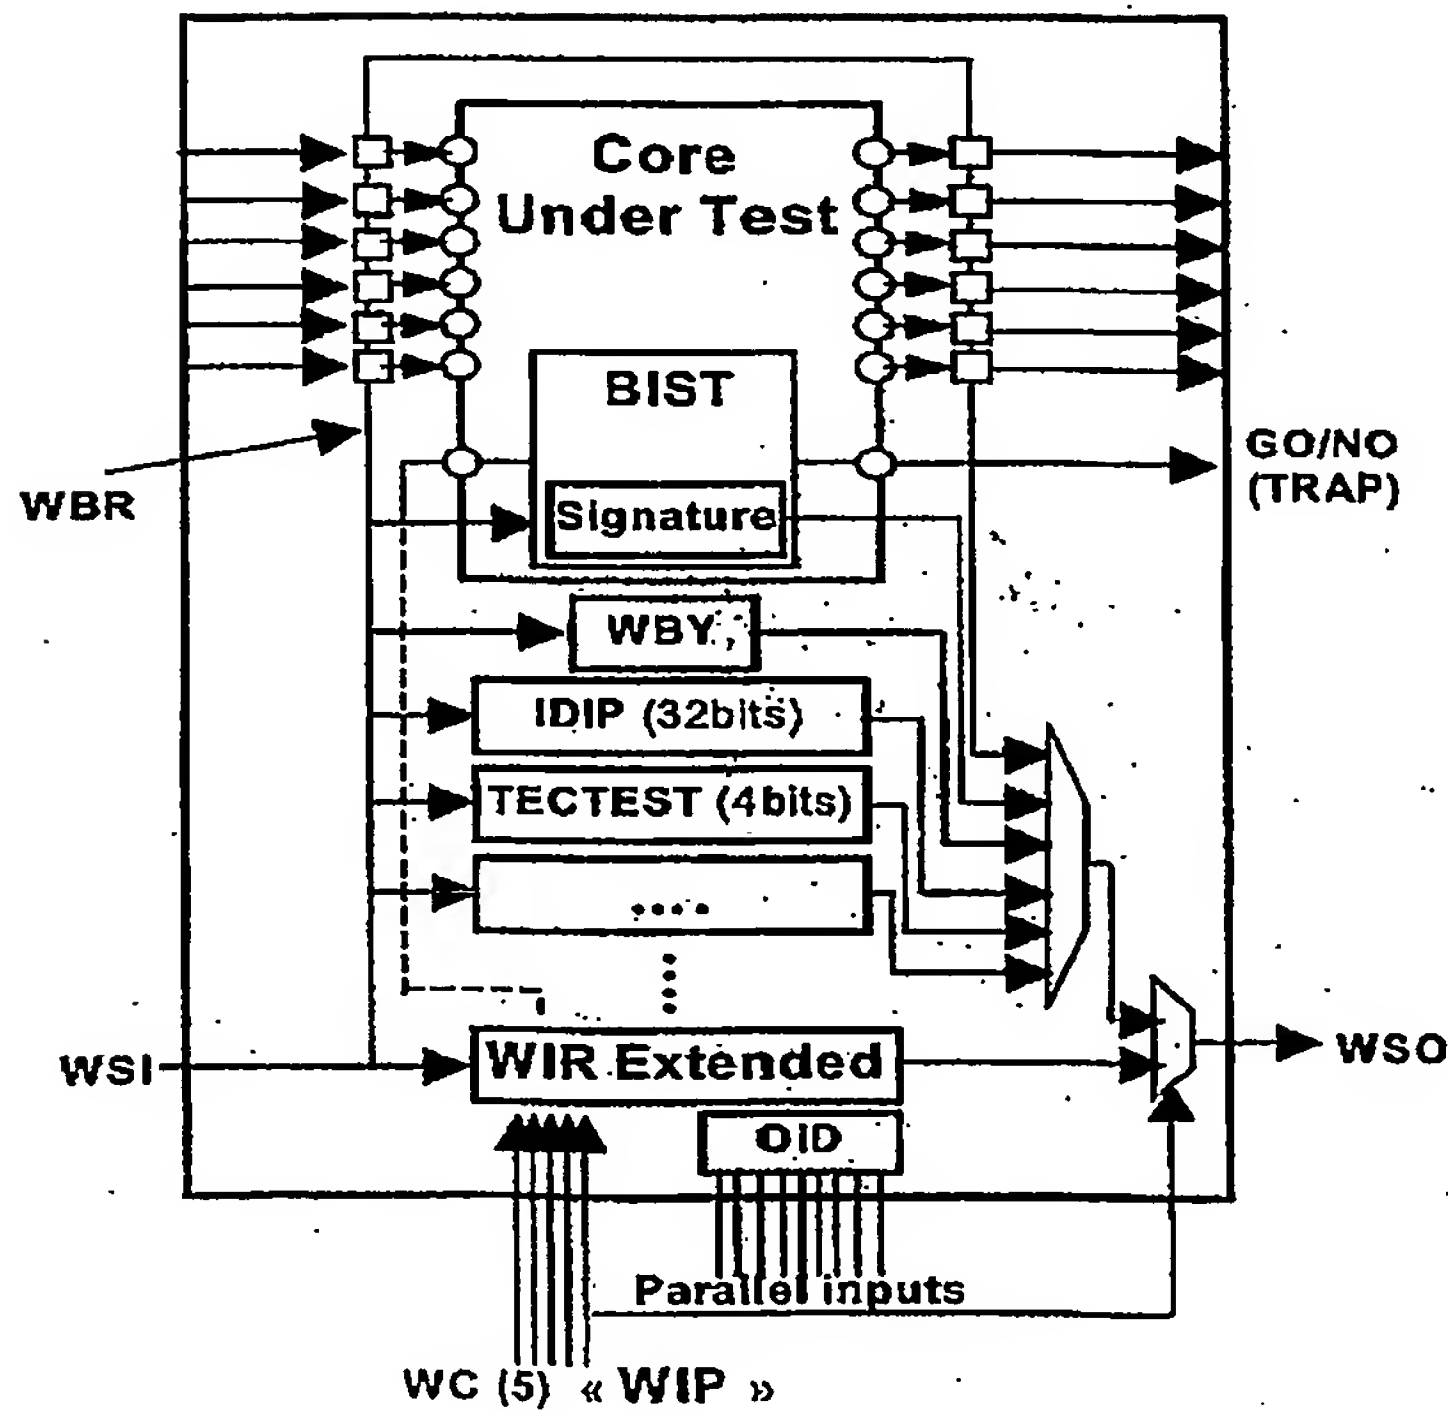 Core
Under Test
BIST
GO/NO
(TRAP)
WBR
Signature
WBY
IDIP (32bits)
TECTEST (4bits)
....
WSI
WIR Extended
WSO
OID
Parallel inputs
WC (5) « WIP »